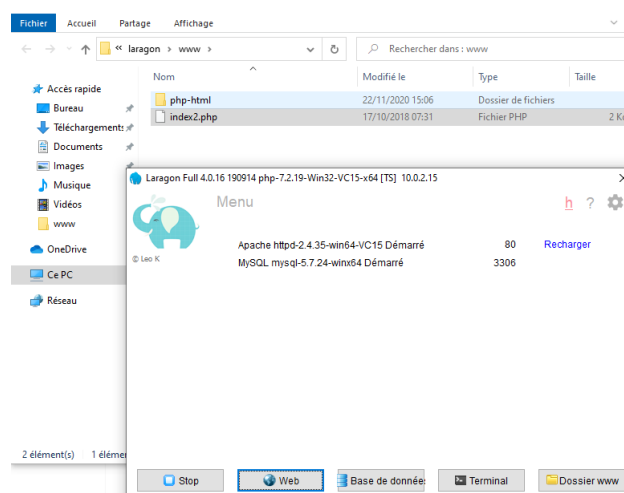 Fichier Accueil Partage Affichage
« laragon > www > Rechercher dans : www
Nom Modifié le Type Taille
Accès rapide
Bureau
Téléchargements
Documents
Images
Musique
Vidéos
www
OneDrive
Ce PC
Réseau
php-html 22/11/2020 15:06 Dossier de fichiers
index2.php 17/10/2018 07:31 Fichier PHP 2 Ko
Laragon Full 4.0.16 190914 php-7.2.19-Win32-VC15-x64 [TS] 10.0.2.15
Menu h ?
© Leo K
Apache httpd-2.4.35-win64-VC15 Démarré 80 Recharger
MySQL mysql-5.7.24-winx64 Démarré 3306
2 élément(s) 1 élémen
Stop Web Base de données Terminal Dossier www